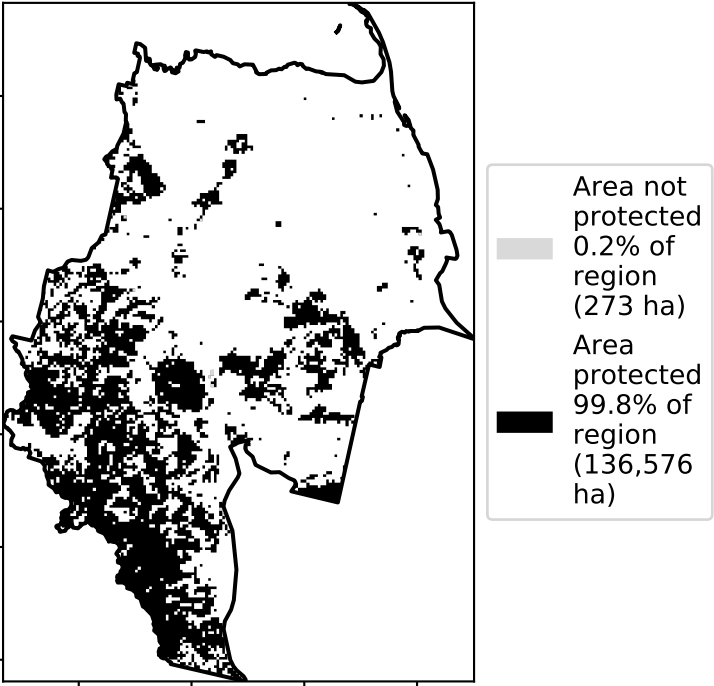 Area not
protected
0.2% of
region
(273 ha)
Area
protected
99.8% of
region
(136,576
ha)